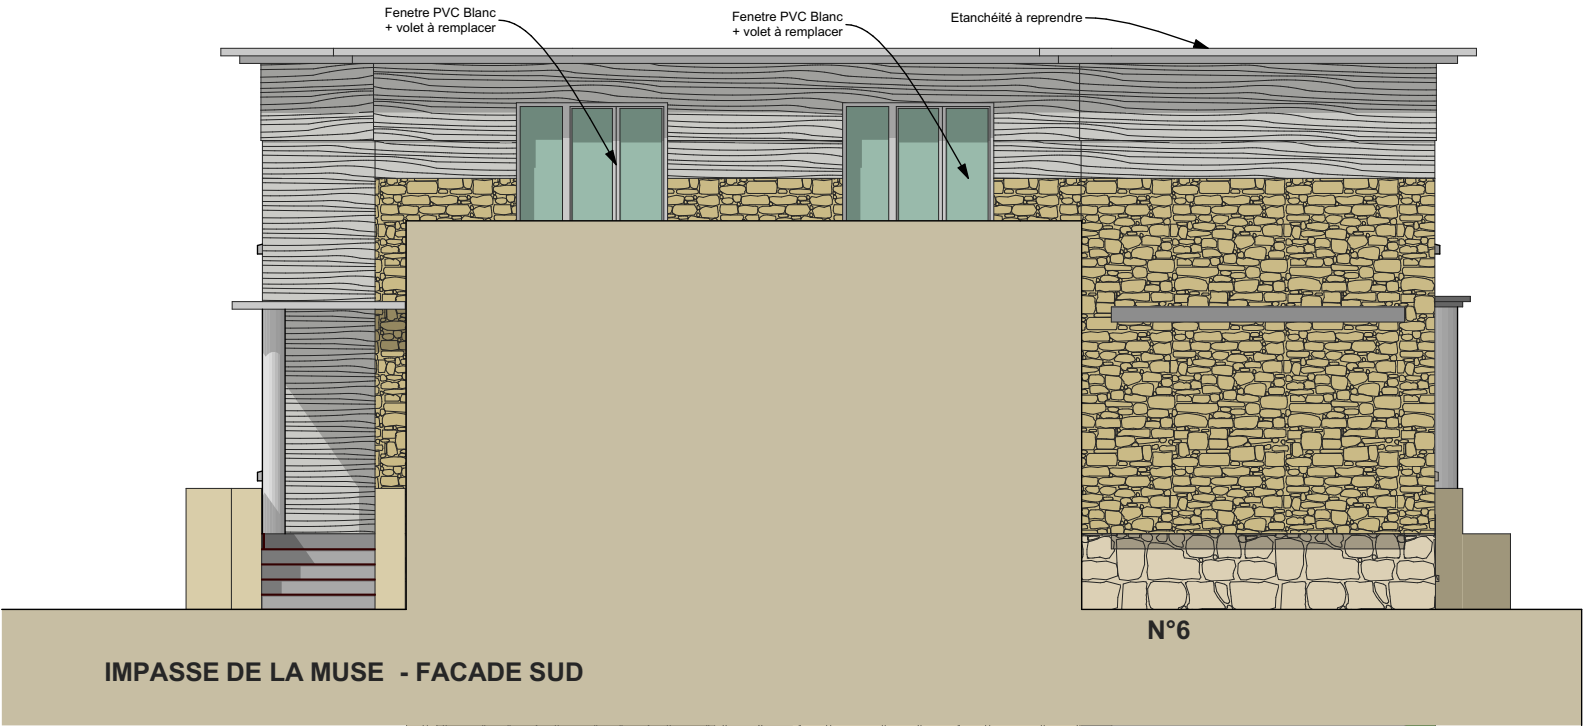 Fenetre PVC Blanc
+ volet à remplacer
Fenetre PVC Blanc
+ volet à remplacer
Etanchéité à reprendre
N°6
IMPASSE DE LA MUSE - FACADE SUD